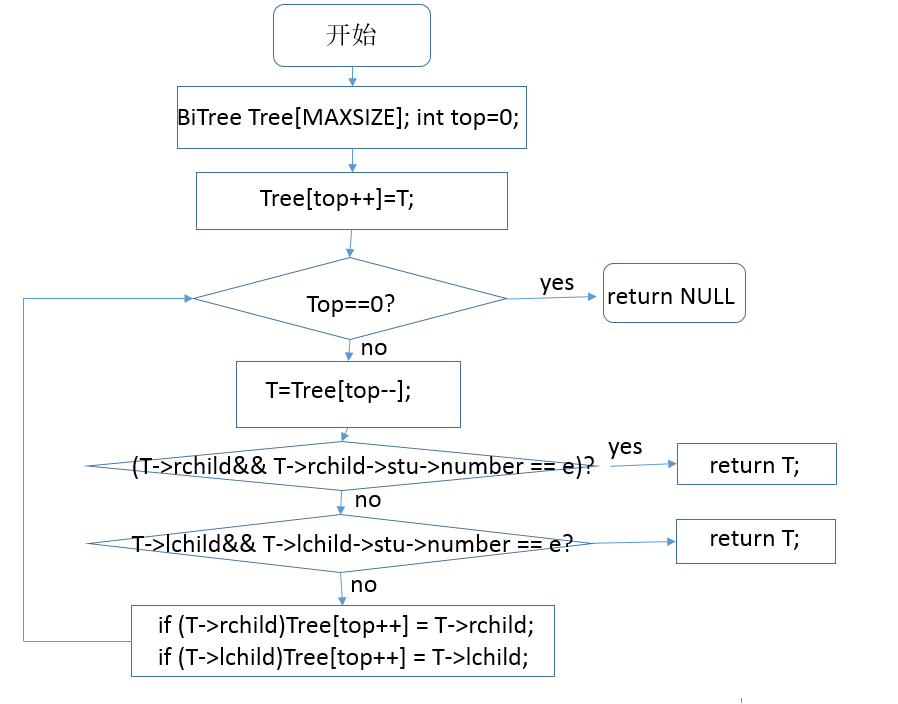 开始
BiTree Tree[MAXSIZE]; int top=0;
Tree[top++]=T;
Top==0?
yes
return NULL
no
T=Tree[top--];
(T->rchild&& T->rchild->stu->number == e)?
yes
return T;
no
T->lchild&& T->lchild->stu->number == e?
return T;
no
if (T->rchild)Tree[top++] = T->rchild;
if (T->lchild)Tree[top++] = T->lchild;